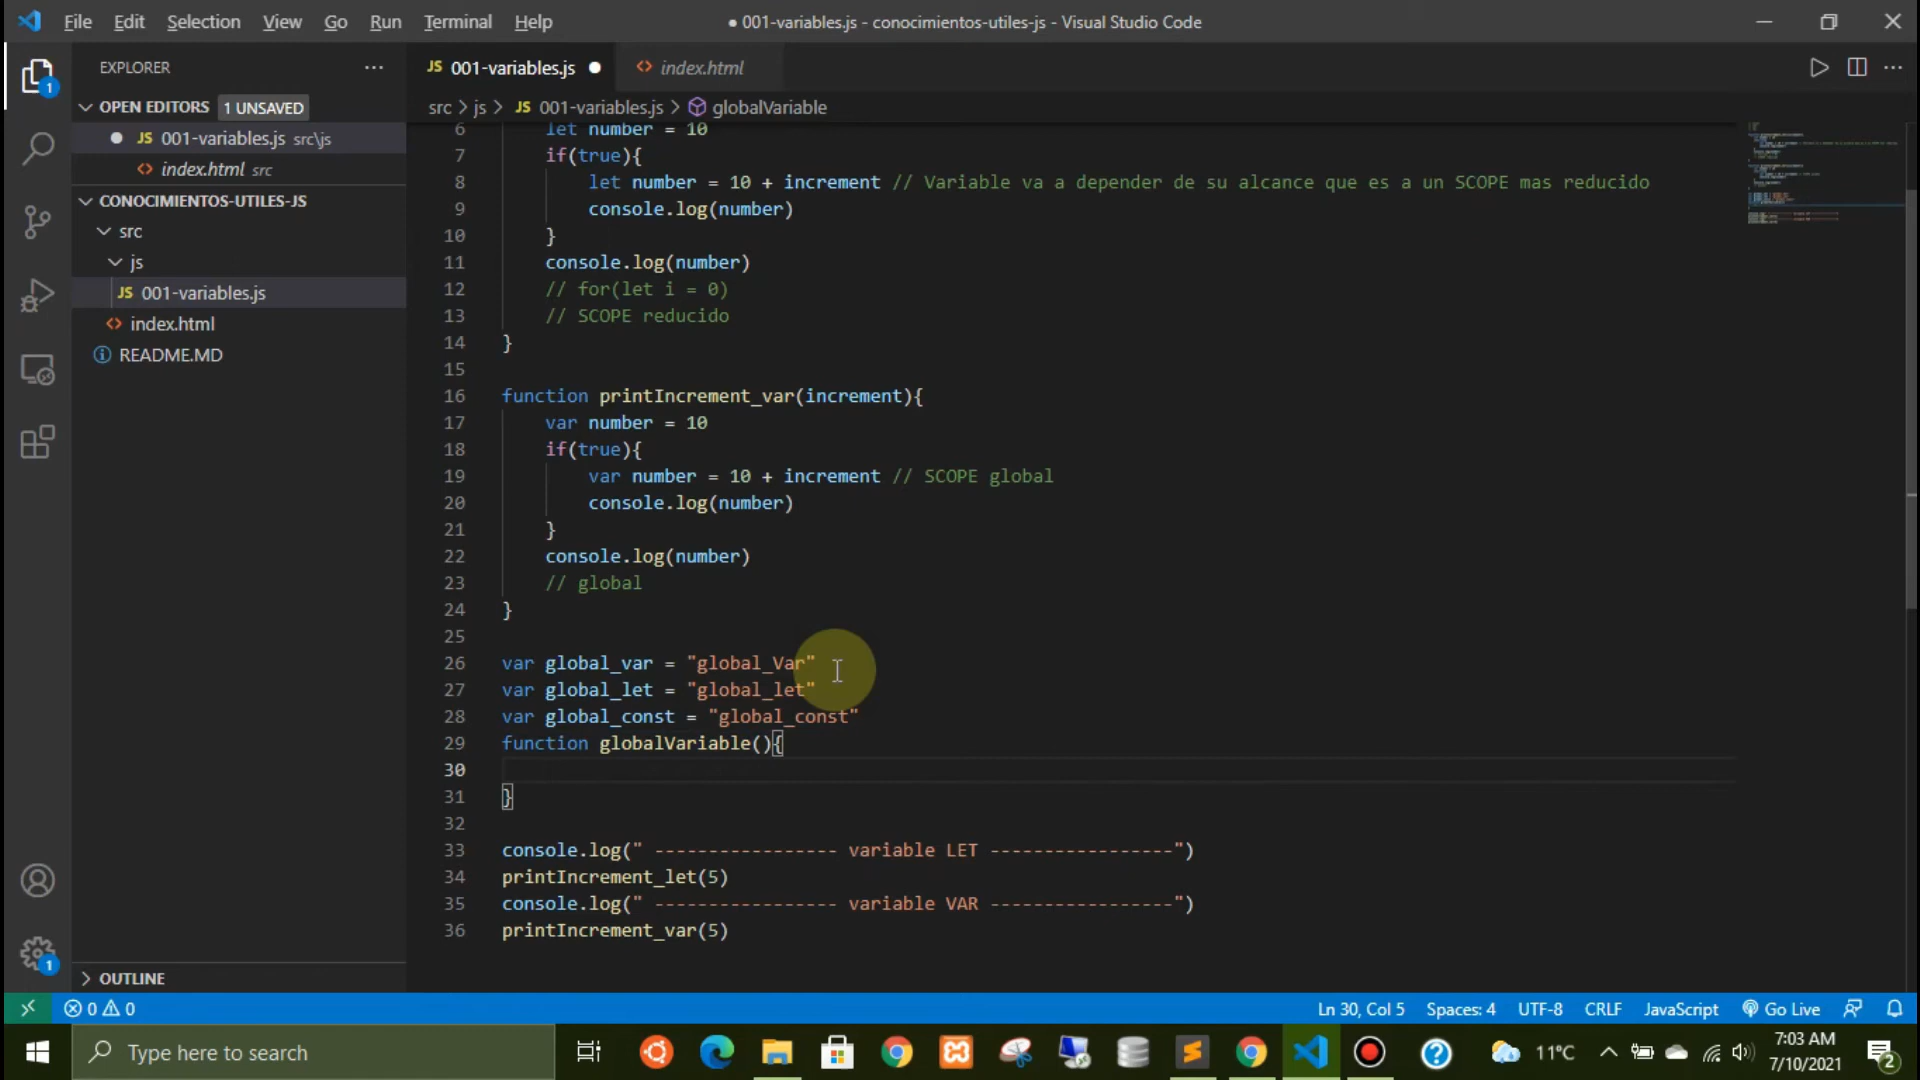 File Edit Selection View Go Run Terminal Help
● 001-variables.js - conocimientos-utiles-js - Visual Studio Code
EXPLORER
JS 001-variables.js
<> index.html
OPEN EDITORS 1 UNSAVED
src > js > JS 001-variables.js > globalVariable
JS 001-variables.js src\js
<> index.html src
CONOCIMIENTOS-UTILES-JS
src
js
JS 001-variables.js
<> index.html
README.MD
1
6 let number = 10
7 if(true){
8 let number = 10 + increment // Variable va a depender de su alcance que es a un SCOPE mas reducido
9 console.log(number)
10 }
11 console.log(number)
12 // for(let i = 0)
13 // SCOPE reducido
14 }
15
16 function printIncrement_var(increment){
17 var number = 10
18 if(true){
19 var number = 10 + increment // SCOPE global
20 console.log(number)
21 }
22 console.log(number)
23 // global
24 }
25
26 var global_var = "global_Var"
27 var global_let = "global_let"
28 var global_const = "global_const"
29 function globalVariable(){
30
31 }
32
33 console.log(" ----------------- variable LET -----------------")
34 printIncrement_let(5)
35 console.log(" ----------------- variable VAR -----------------")
36 printIncrement_var(5)
1
OUTLINE
0 0
Ln 30, Col 5 Spaces: 4 UTF-8 CRLF JavaScript Go Live
Type here to search
11°C
7:03 AM
7/10/2021
2